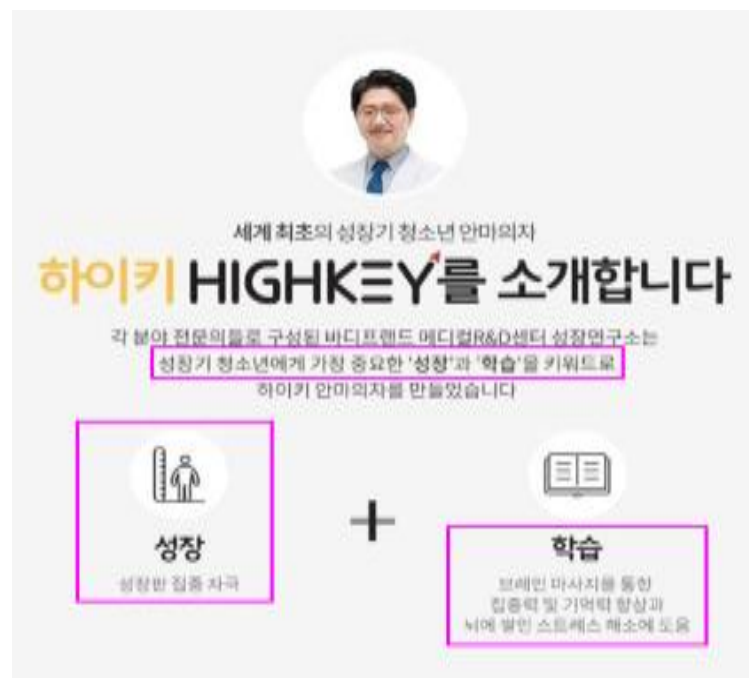 세계 최초의 성장기 청소년 안마의자
하이키 HIGHKEY를 소개합니다
각 분야 전문의들로 구성된 바디프랜드 메디컬R&D센터 성장연구소는
성장기 청소년에게 가장 중요한 '성장'과 '학습'을 키워드로
하이키 안마의자를 만들었습니다
성장
성장판 집중 자극
+
학습
브레인 마사지를 통한
집중력 및 기억력 향상과
뇌에 쌓인 스트레스 해소에 도움